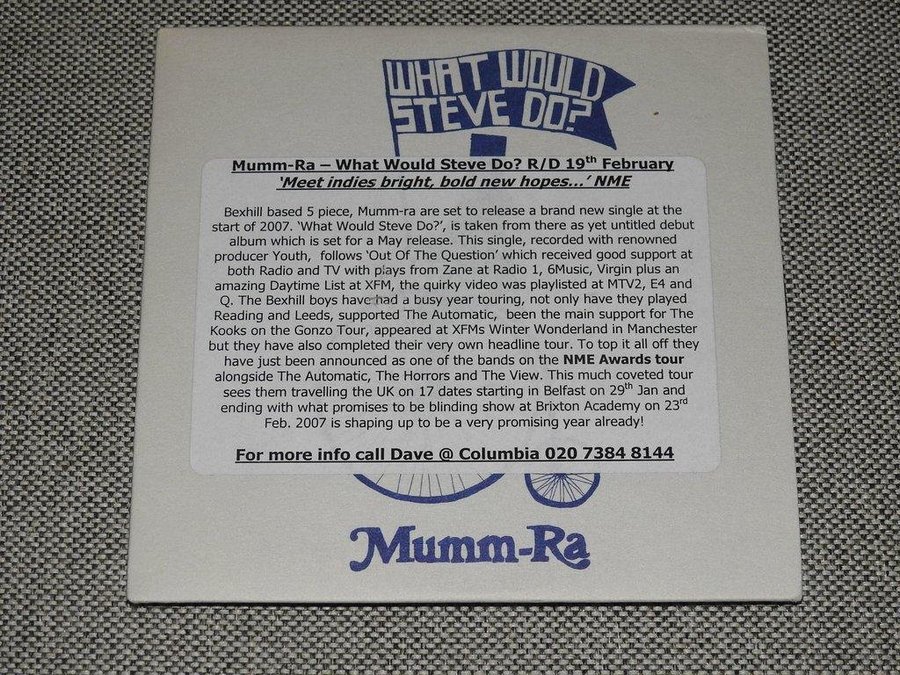 WHAT WOULD
STEVE DO?
Mumm-Ra – What Would Steve Do? R/D 19th February
‘Meet indies bright, bold new hopes...’ NME
Bexhill based 5 piece, Mumm-ra are set to release a brand new single at the
start of 2007. ‘What Would Steve Do?’, is taken from there as yet untitled debut
album which is set for a May release. This single, recorded with renowned
producer Youth,  follows ‘Out Of The Question’ which received good support at
both Radio and TV with plays from Zane at Radio 1, 6Music, Virgin plus an
amazing Daytime List at XFM, the quirky video was playlisted at MTV2, E4 and
Q. The Bexhill boys have had a busy year touring, not only have they played
Reading and Leeds, supported The Automatic,  been the main support for The
Kooks on the Gonzo Tour, appeared at XFMs Winter Wonderland in Manchester
but they have also completed their very own headline tour. To top it all off they
have just been announced as one of the bands on the NME Awards tour
alongside The Automatic, The Horrors and The View. This much coveted tour
sees them travelling the UK on 17 dates starting in Belfast on 29th Jan and
ending with what promises to be blinding show at Brixton Academy on 23rd
Feb. 2007 is shaping up to be a very promising year already!
For more info call Dave @ Columbia 020 7384 8144
Mumm-Ra